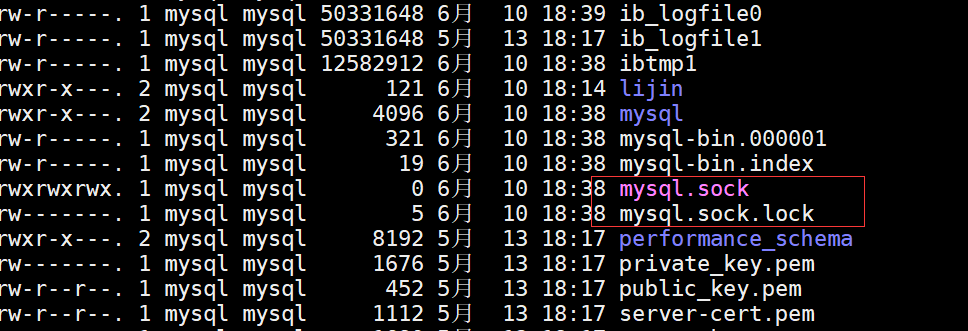 rw-r-----. 1 mysql mysql 50331648 6月  10 18:39 ib_logfile0
rw-r-----. 1 mysql mysql 50331648 5月  13 18:17 ib_logfile1
rw-r-----. 1 mysql mysql 12582912 6月  10 18:38 ibtmp1
rwxr-x---. 2 mysql mysql      121 6月  10 18:14 lijin
rwxr-x---. 2 mysql mysql     4096 6月  10 18:38 mysql
rw-r-----. 1 mysql mysql      321 6月  10 18:38 mysql-bin.000001
rw-r-----. 1 mysql mysql       19 6月  10 18:38 mysql-bin.index
rwxrwxrwx. 1 mysql mysql        0 6月  10 18:38 mysql.sock
rw-------. 1 mysql mysql        5 6月  10 18:38 mysql.sock.lock
rwxr-x---. 2 mysql mysql     8192 5月  13 18:17 performance_schema
rw-------. 1 mysql mysql     1676 5月  13 18:17 private_key.pem
rw-r--r--. 1 mysql mysql      452 5月  13 18:17 public_key.pem
rw-r--r--. 1 mysql mysql     1112 5月  13 18:17 server-cert.pem